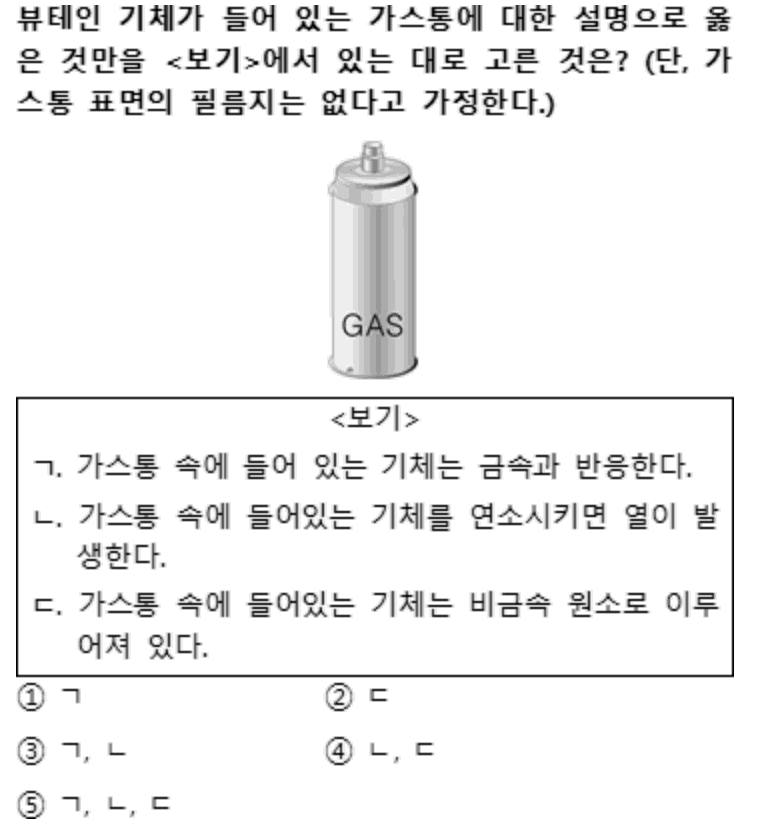 뷰테인 기체가 들어 있는 가스통에 대한 설명으로 옳
은 것만을 <보기>에서 있는 대로 고른 것은? (단, 가
스통 표면의 필름지는 없다고 가정한다.)
GAS
<보기>
ㄱ. 가스통 속에 들어 있는 기체는 금속과 반응한다.
ㄴ. 가스통 속에 들어있는 기체를 연소시키면 열이 발
생한다.
ㄷ. 가스통 속에 들어있는 기체는 비금속 원소로 이루
어져 있다.
① ㄱ ② ㄷ
③ ㄱ, ㄴ ④ ㄴ, ㄷ
⑤ ㄱ, ㄴ, ㄷ